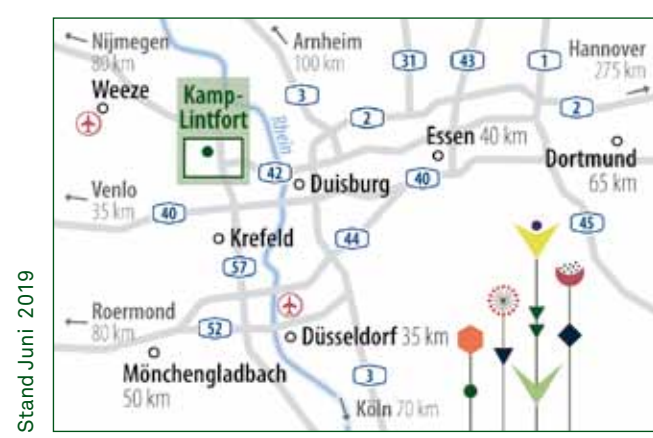 Nijmegen
80 km
Arnheim
100 km
31
43
1
Hannover
275 km
Weeze
Kamp-
Lintfort
3
2
2
Rhein
Essen 40 km
Dortmund
65 km
42
Duisburg
40
Venlo
35 km
40
45
Krefeld
44
57
Roermond
80 km
52
Düsseldorf 35 km
Mönchengladbach
50 km
3
Köln 70 km
Stand Juni 2019